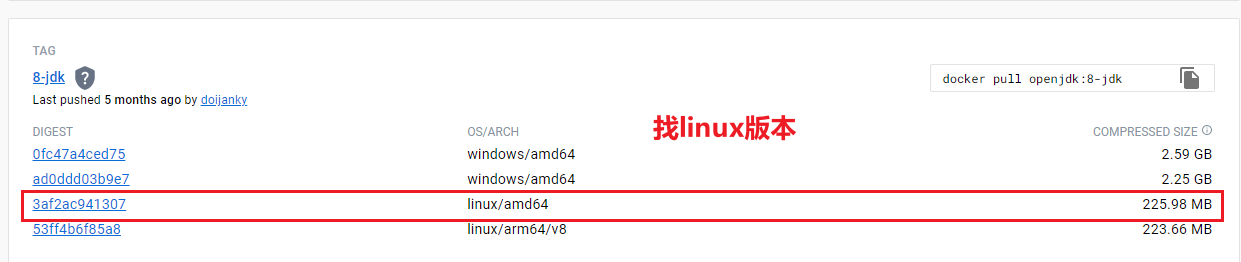 TAG
8-jdk
docker pull openjdk:8-jdk
Last pushed 5 months ago by doijanky
找linux版本
DIGEST OS/ARCH COMPRESSED SIZE
0fc47a4ced75 windows/amd64 2.59 GB
ad0ddd03b9e7 windows/amd64 2.25 GB
3af2ac941307 linux/amd64 225.98 MB
53ff4b6f85a8 linux/arm64/v8 223.66 MB